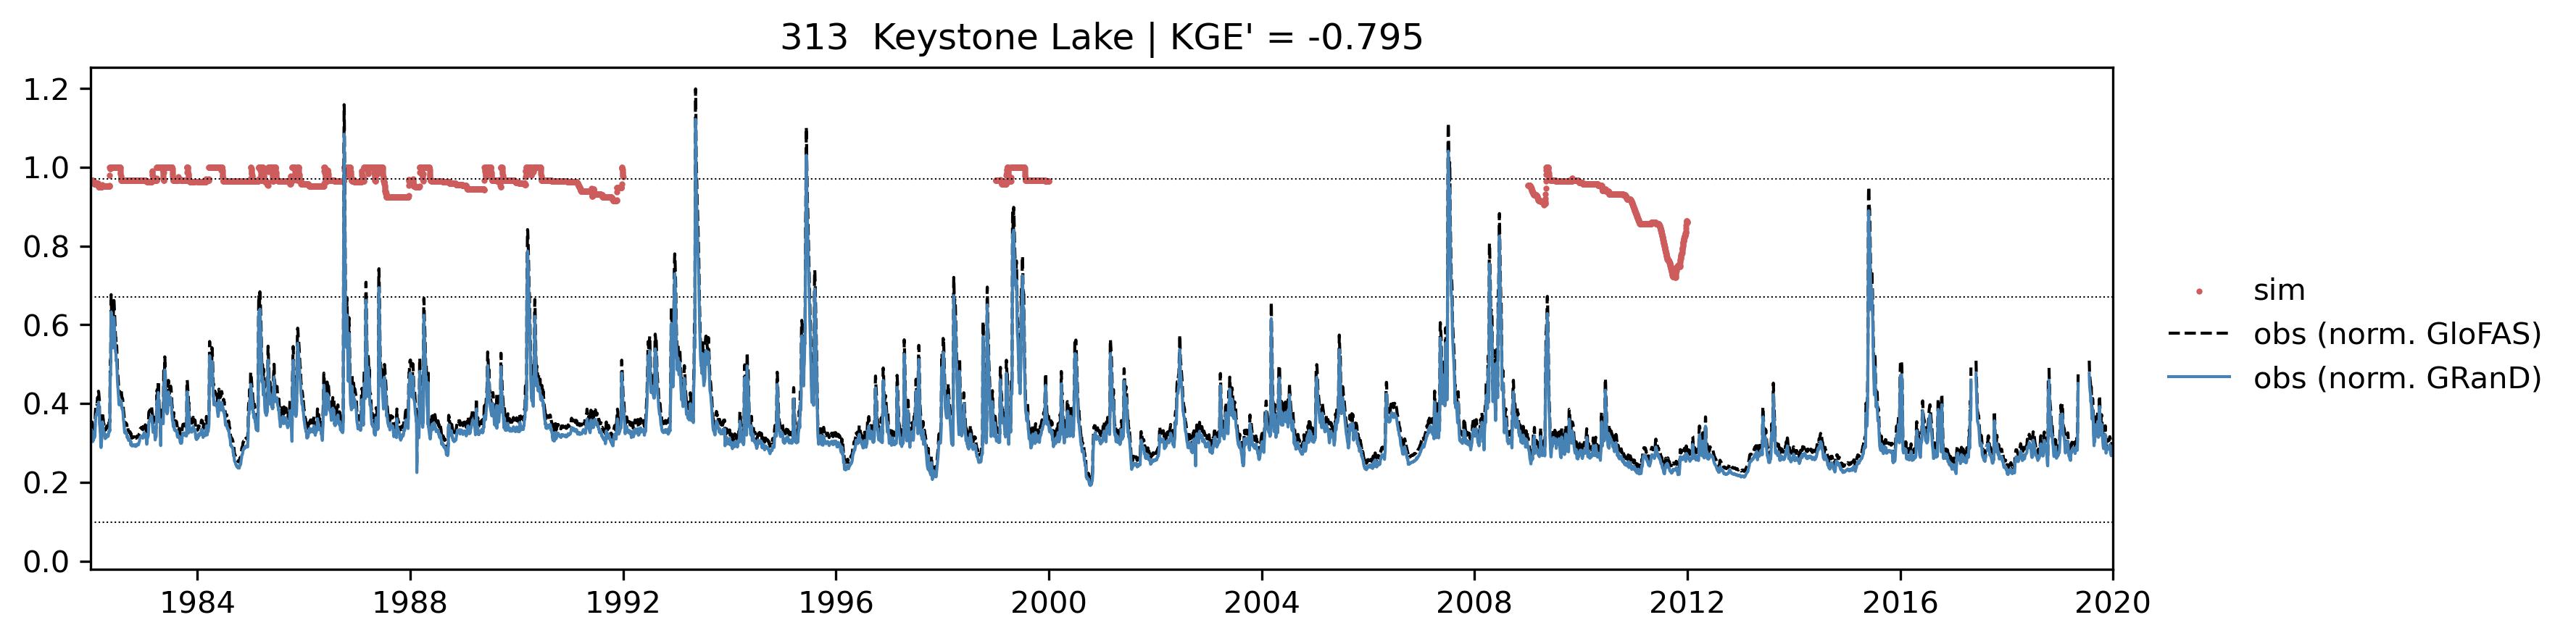 313  Keystone Lake | KGE' = -0.795
1.2
1.0
0.8
0.6
0.4
0.2
0.0
1984 1988 1992 1996 2000 2004 2008 2012 2016 2020
sim
obs (norm. GloFAS)
obs (norm. GRanD)